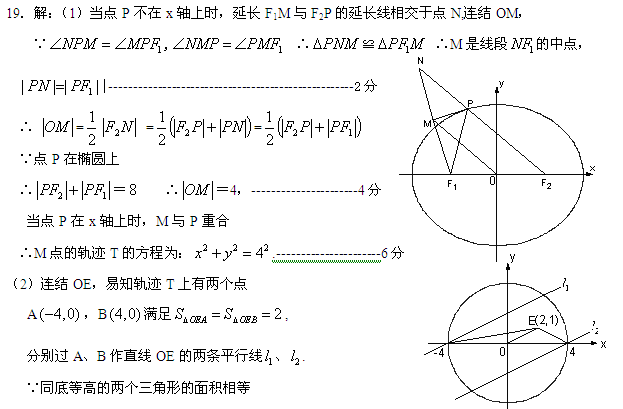 19. 解:（1）当点 P 不在 x 轴上时，延长 F₁M 与 F₂P 的延长线相交于点 N,连结 OM，
∵ ∠NPM = ∠MPF₁, ∠NMP = ∠PMF₁ ∴ ΔPNM ≌ ΔPF₁M ∴M 是线段 NF₁ 的中点，
|PN|=|PF₁||------------------------------------------------2分
∴ |OM| = 1/2 |F₂N| = 1/2 (|F₂P|+|PN|) = 1/2 (|F₂P|+|PF₁|)
∵点 P 在椭圆上
∴|PF₂|+|PF₁|＝8 ∴|OM|＝4，----------------------4分
当点 P 在 x 轴上时，M 与 P 重合
∴M 点的轨迹 T 的方程为：x² + y² = 4².----------------------6分
（2）连结 OE，易知轨迹 T 上有两个点
A(−4,0)，B(4,0)满足 S△OEA = S△OEB = 2，
分别过 A、B 作直线 OE 的两条平行线 l₁、l₂.
∵同底等高的两个三角形的面积相等
N
y
P
M
F₁
0
F₂
x
y
l₁
E(2,1)
l₂
-4
0
4
x